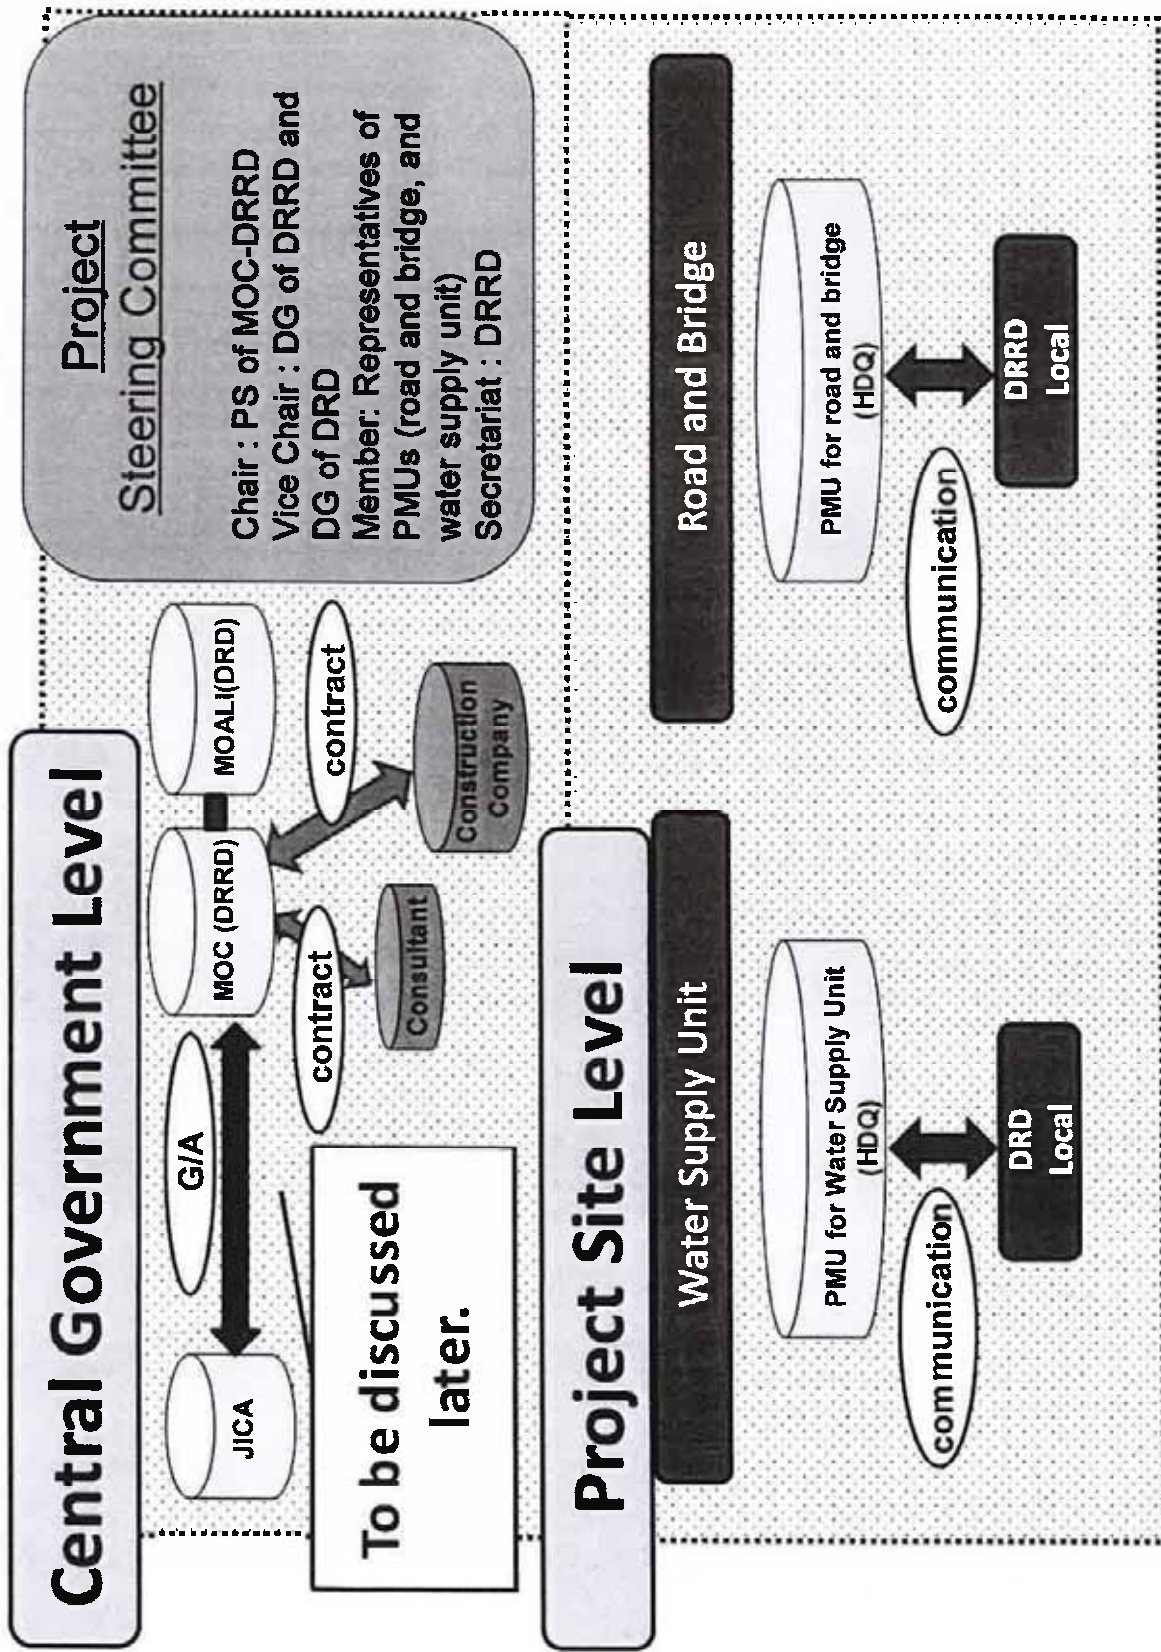 Central Government Level
JICA
G/A
MOC (DRRD)
MOALI(DRD)
contract
contract
Consultant
Construction
Company
To be discussed
later.
Project
Steering Committee
Chair : PS of MOC-DRRD
Vice Chair : DG of DRRD and
DG of DRD
Member: Representatives of
PMUs (road and bridge, and
water supply unit)
Secretariat : DRRD
Project Site Level
Water Supply Unit
PMU for Water Supply Unit
(HDQ)
communication
DRD
Local
Road and Bridge
PMU for road and bridge
(HDQ)
communication
DRRD
Local